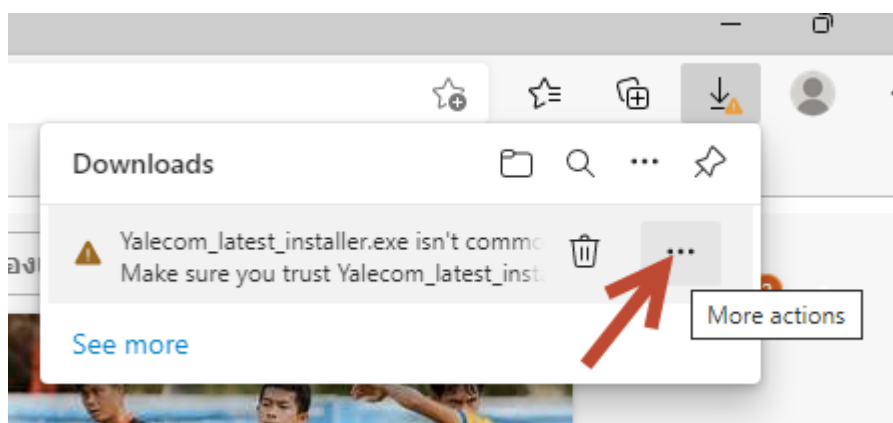 Downloads
Yalecom_latest_installer.exe isn't commo
Make sure you trust Yalecom_latest_inst
More actions
See more